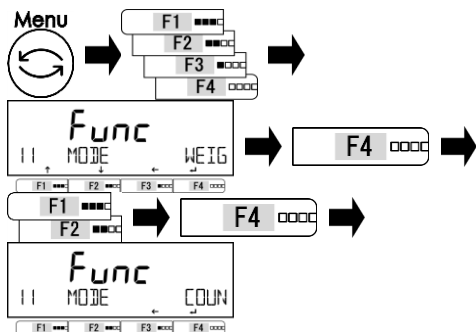 Menu
F1
F2
F3
F4
Func
11 MODE WEIG
F1 F2 F3 F4
F4
F1
F2
F4
Func
11 MODE COUN
F1 F2 F3 F4